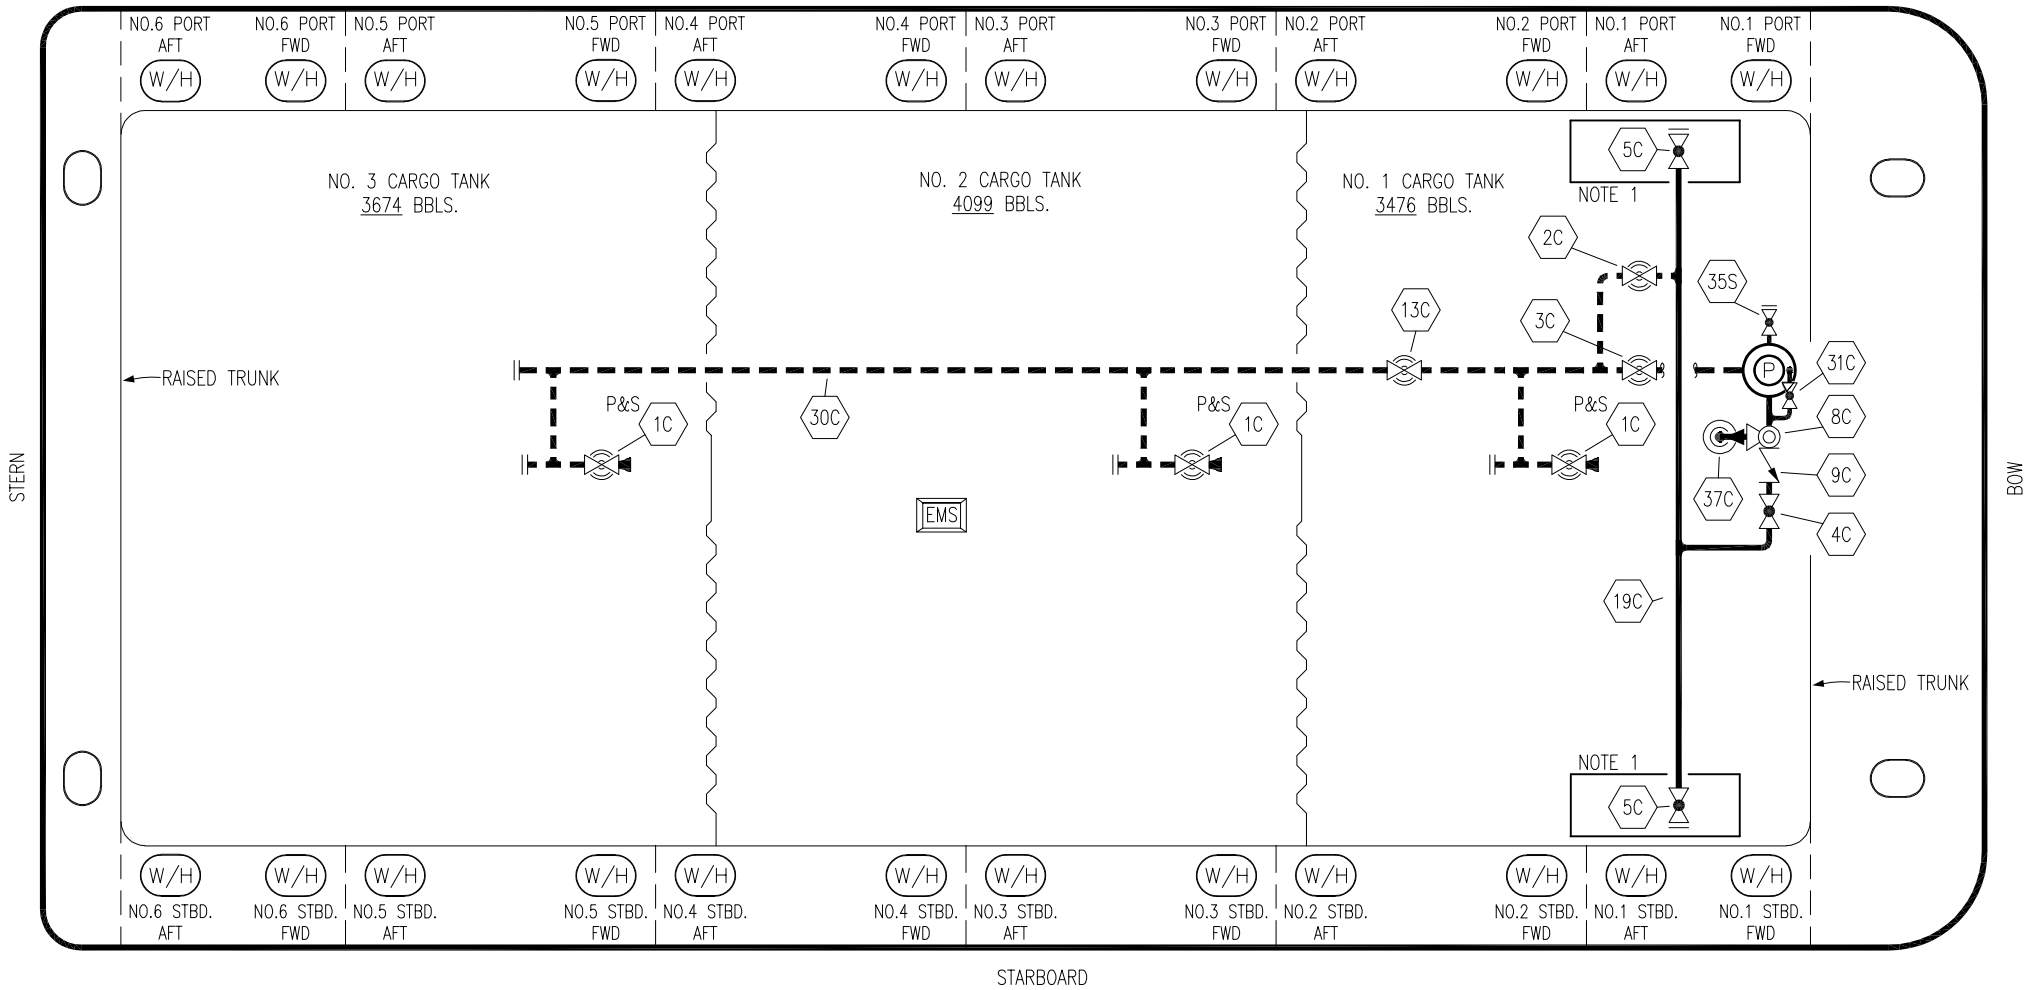 NO.6 PORT
AFT
NO.6 PORT
FWD
NO.5 PORT
AFT
NO.5 PORT
FWD
NO.4 PORT
AFT
NO.4 PORT
FWD
NO.3 PORT
AFT
NO.3 PORT
FWD
NO.2 PORT
AFT
NO.2 PORT
FWD
NO.1 PORT
AFT
NO.1 PORT
FWD
W/H
W/H
W/H
W/H
W/H
W/H
W/H
W/H
W/H
W/H
W/H
W/H
NO. 3 CARGO TANK
3674 BBLS.
NO. 2 CARGO TANK
4099 BBLS.
NO. 1 CARGO TANK
3476 BBLS.
5C
NOTE 1
2C
35S
13C
3C
31C
P
RAISED TRUNK
30C
P&S
1C
P&S
1C
P&S
1C
8C
9C
37C
4C
EMS
STERN
BOW
19C
RAISED TRUNK
NOTE 1
5C
W/H
W/H
W/H
W/H
W/H
W/H
W/H
W/H
W/H
W/H
W/H
W/H
NO.6 STBD.
AFT
NO.6 STBD.
FWD
NO.5 STBD.
AFT
NO.5 STBD.
FWD
NO.4 STBD.
AFT
NO.4 STBD.
FWD
NO.3 STBD.
AFT
NO.3 STBD.
FWD
NO.2 STBD.
AFT
NO.2 STBD.
FWD
NO.1 STBD.
AFT
NO.1 STBD.
FWD
STARBOARD